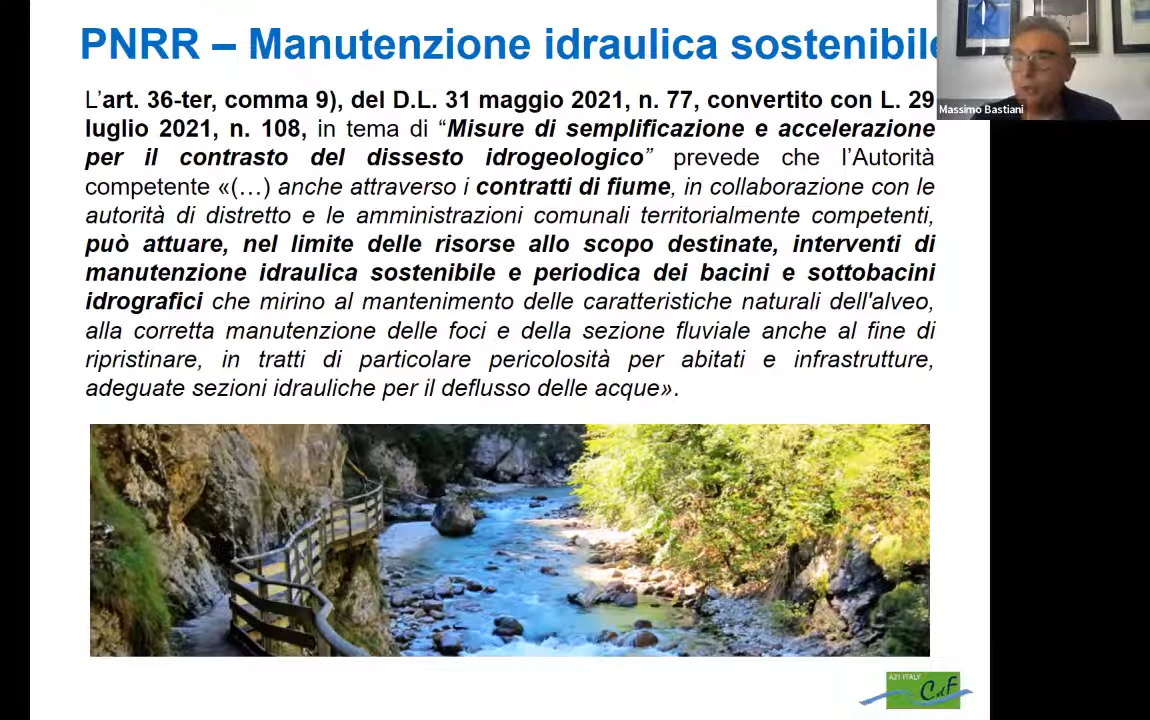 PNRR – Manutenzione idraulica sostenibile
Massimo Bastiani
L’art. 36-ter, comma 9), del D.L. 31 maggio 2021, n. 77, convertito con L. 29
luglio 2021, n. 108, in tema di “Misure di semplificazione e accelerazione
per il contrasto del dissesto idrogeologico” prevede che l’Autorità
competente «(…) anche attraverso i contratti di fiume, in collaborazione con le
autorità di distretto e le amministrazioni comunali territorialmente competenti,
può attuare, nel limite delle risorse allo scopo destinate, interventi di
manutenzione idraulica sostenibile e periodica dei bacini e sottobacini
idrografici che mirino al mantenimento delle caratteristiche naturali dell'alveo,
alla corretta manutenzione delle foci e della sezione fluviale anche al fine di
ripristinare, in tratti di particolare pericolosità per abitati e infrastrutture,
adeguate sezioni idrauliche per il deflusso delle acque».
A21 ITALY
CdF